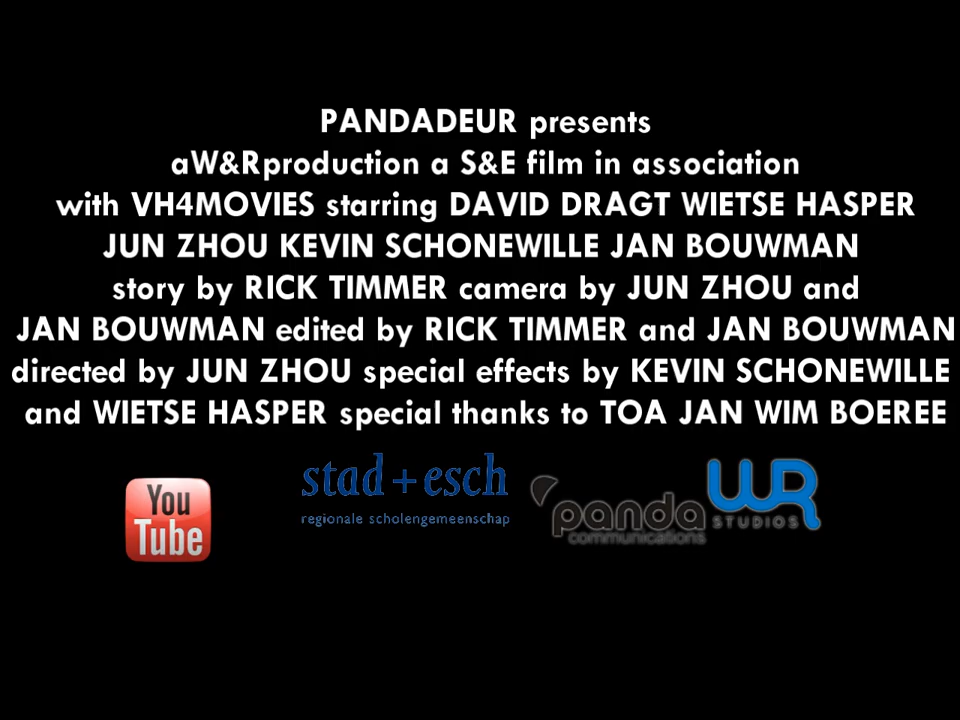 PANDADEUR presents
aW&Rproduction a S&E film in association
with VH4MOVIES starring DAVID DRAGT WIETSE HASPER
JUN ZHOU KEVIN SCHONEWILLE JAN BOUWMAN
story by RICK TIMMER camera by JUN ZHOU and
JAN BOUWMAN edited by RICK TIMMER and JAN BOUWMAN
directed by JUN ZHOU special effects by KEVIN SCHONEWILLE
and WIETSE HASPER special thanks to TOA JAN WIM BOEREE
You
Tube
stad+esch
regionale scholengemeenschap
panda
communications
WR
STUDIOS